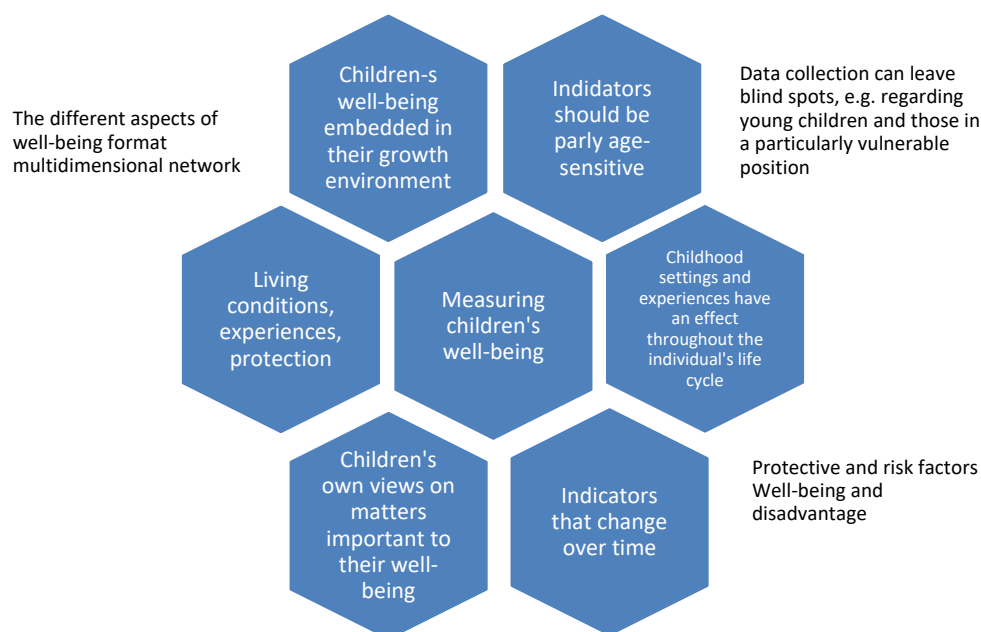 Children-s
well-being
embedded in
their growth
environment
Indidators
should be
parly age-
sensitive
Data collection can leave
blind spots, e.g. regarding
young children and those in
a particularly vulnerable
position
The different aspects of
well-being format
multidimensional network
Living
conditions,
experiences,
protection
Measuring
children's
well-being
Childhood
settings and
experiences have
an effect
throughout the
individual's life
cycle
Children's
own views on
matters
important to
their well-
being
Indicators
that change
over time
Protective and risk factors
Well-being and
disadvantage